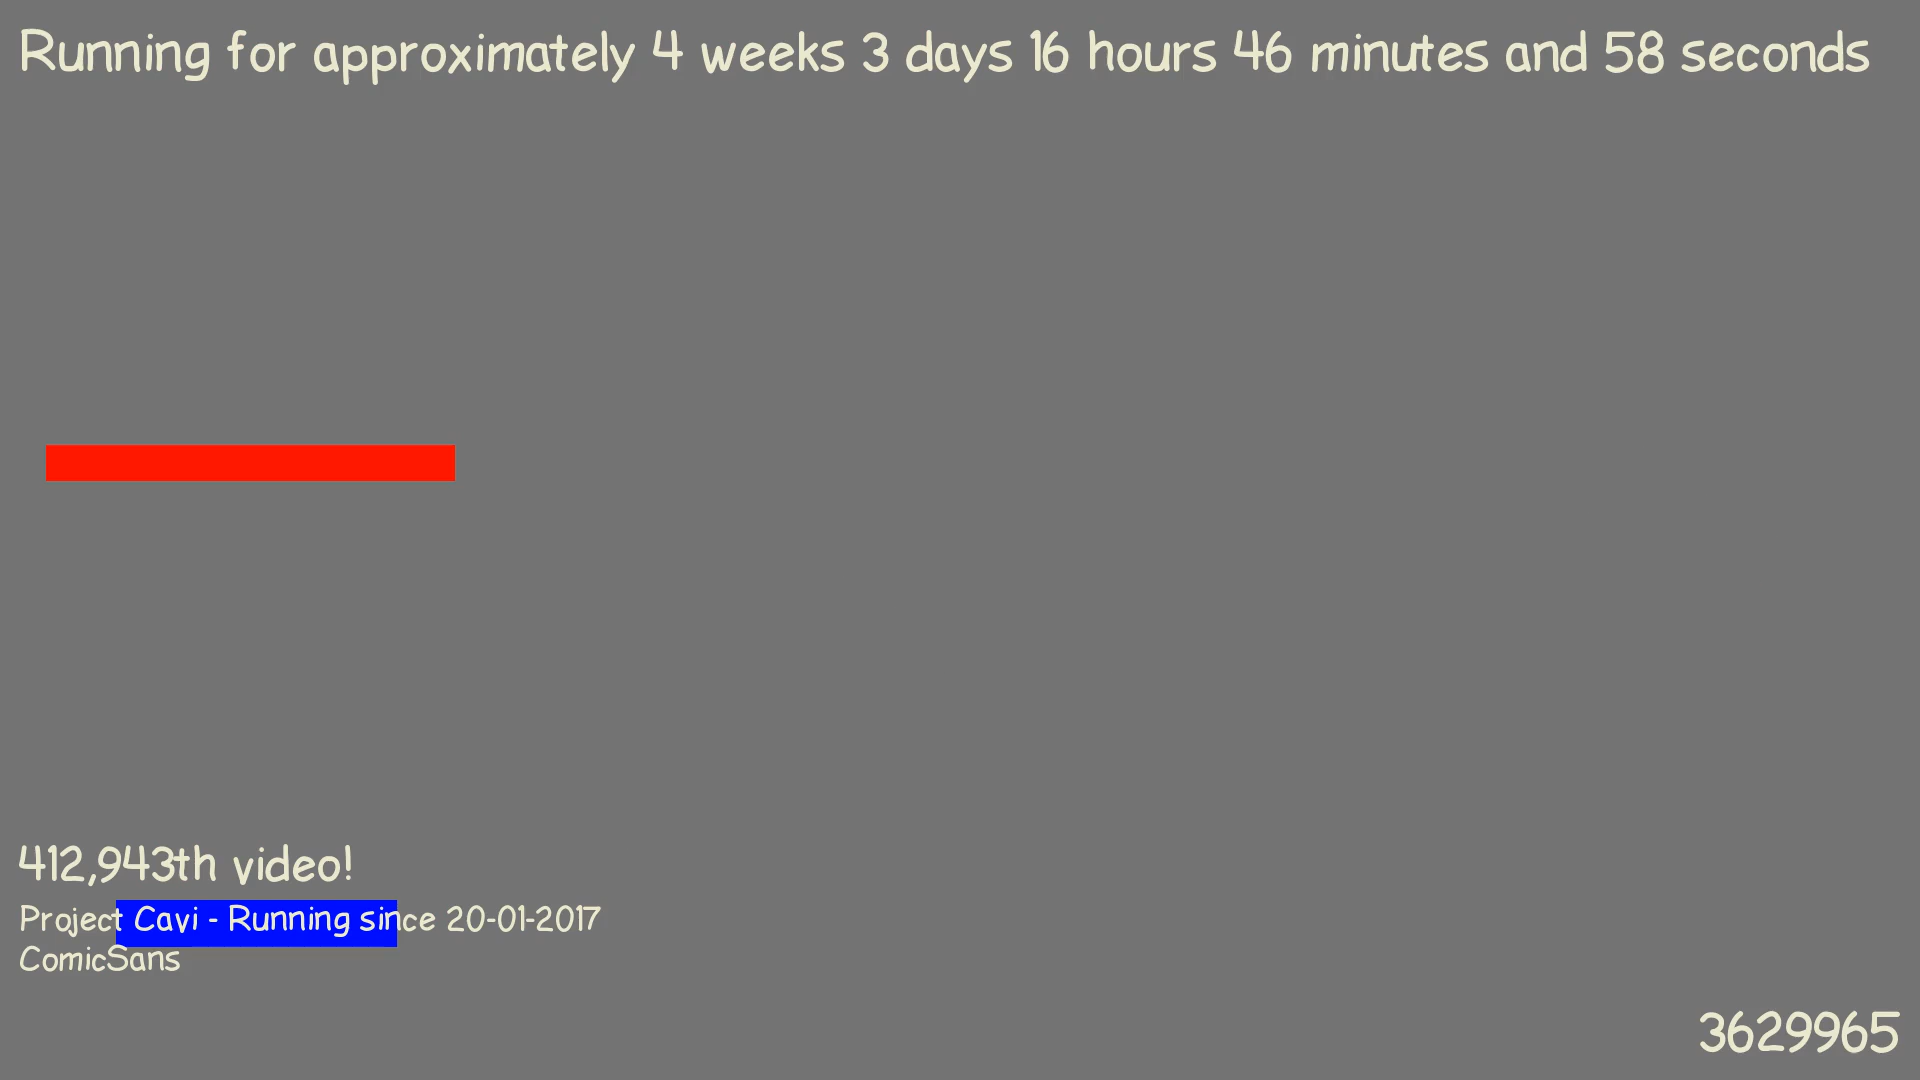 Running for approximately 4 weeks 3 days 16 hours 46 minutes and 58 seconds
412,943th video!
Project Cavi - Running since 20-01-2017
ComicSans
3629965